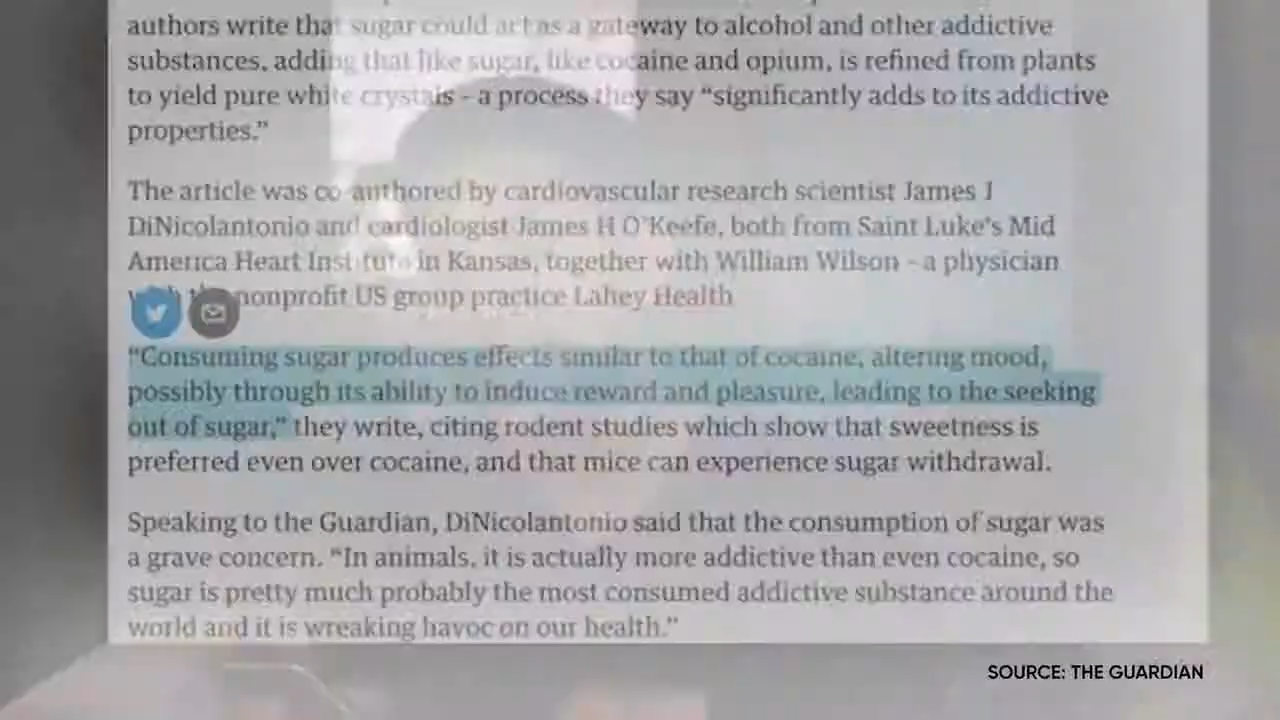 authors write that sugar could act as a gateway to alcohol and other addictive
substances, adding that like sugar, like cocaine and opium, is refined from plants
to yield pure white crystals - a process they say “significantly adds to its addictive
properties.”
The article was co-authored by cardiovascular research scientist James J
DiNicolantonio and cardiologist James H O’Keefe, both from Saint Luke’s Mid
America Heart Institute in Kansas, together with William Wilson - a physician
nonprofit US group practice Lahey Health
“Consuming sugar produces effects similar to that of cocaine, altering mood,
possibly through its ability to induce reward and pleasure, leading to the seeking
out of sugar,” they write, citing rodent studies which show that sweetness is
preferred even over cocaine, and that mice can experience sugar withdrawal.
Speaking to the Guardian, DiNicolantonio said that the consumption of sugar was
a grave concern. “In animals, it is actually more addictive than even cocaine, so
sugar is pretty much probably the most consumed addictive substance around the
world and it is wreaking havoc on our health.”
SOURCE: THE GUARDIAN